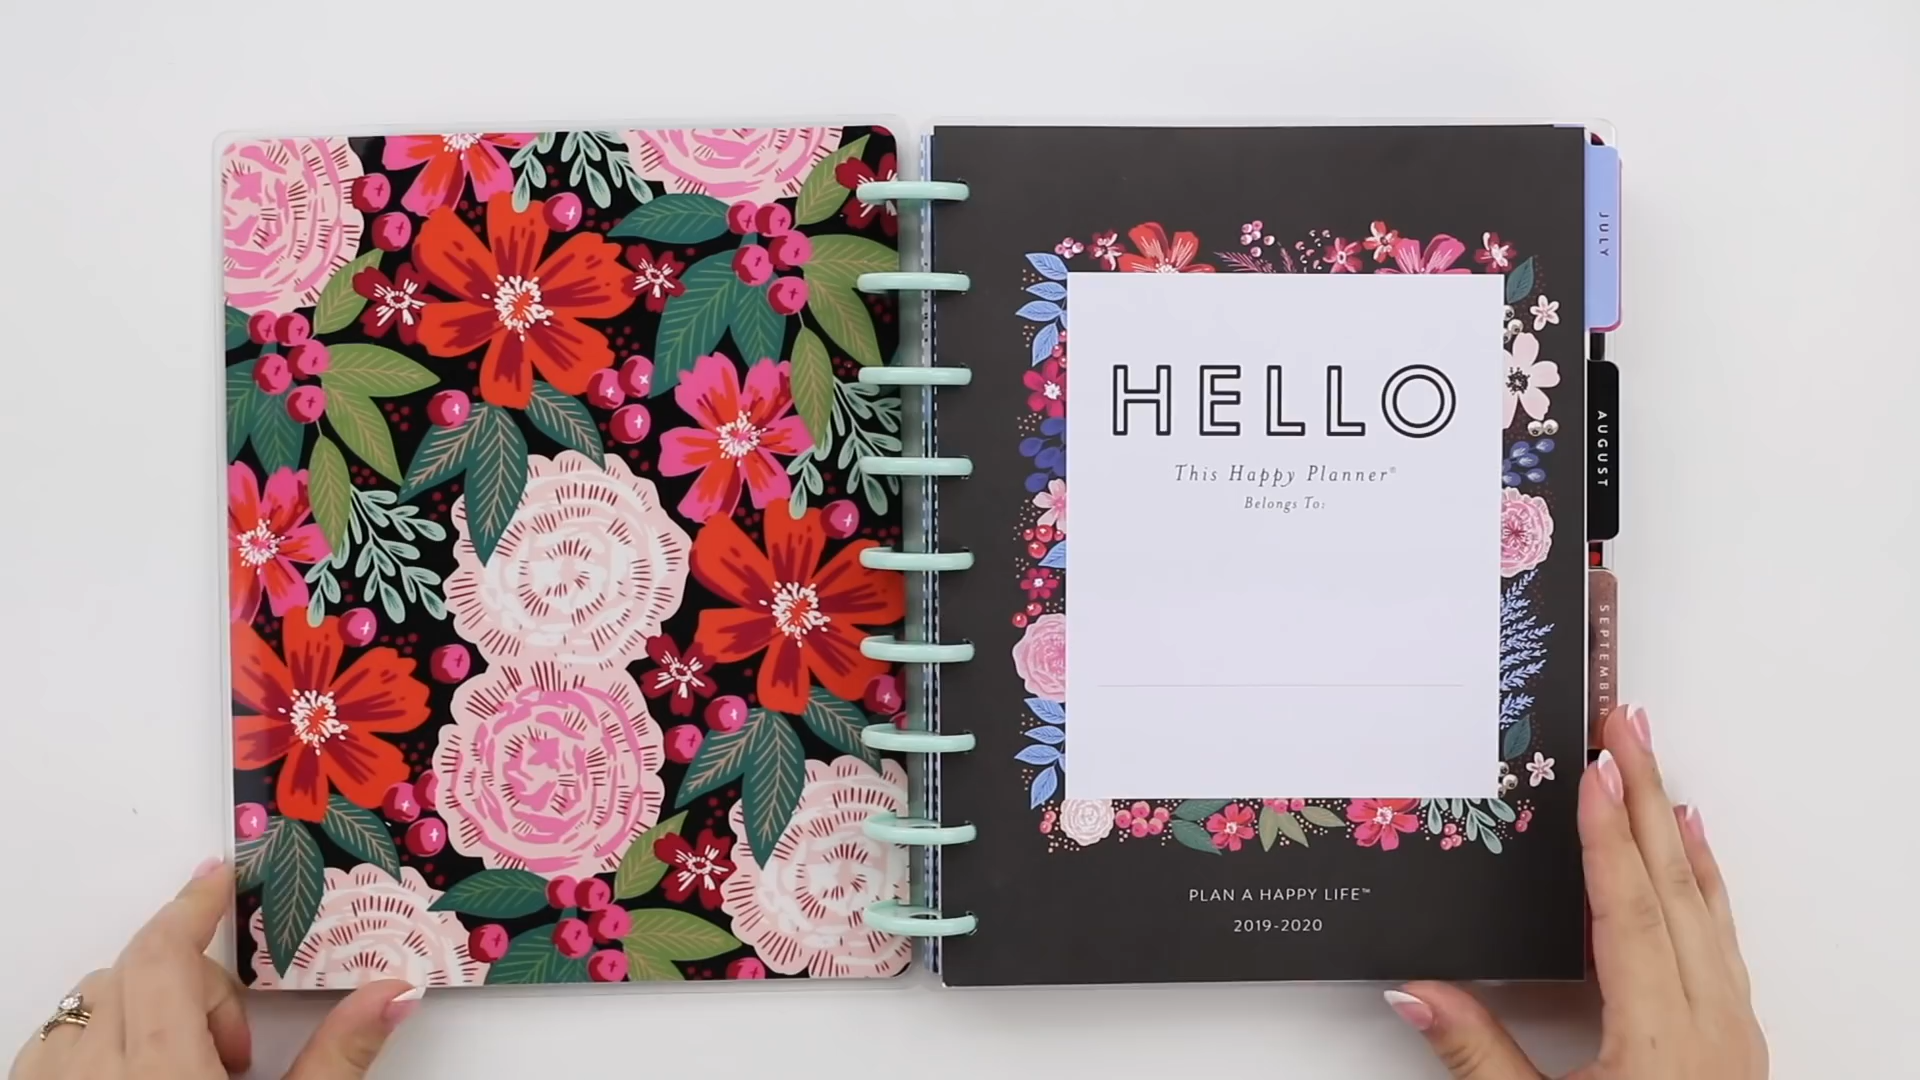 HELLO
This Happy Planner®
Belongs To:
PLAN A HAPPY LIFE™
2019-2020
JULY
AUGUST
SEPTEMBER